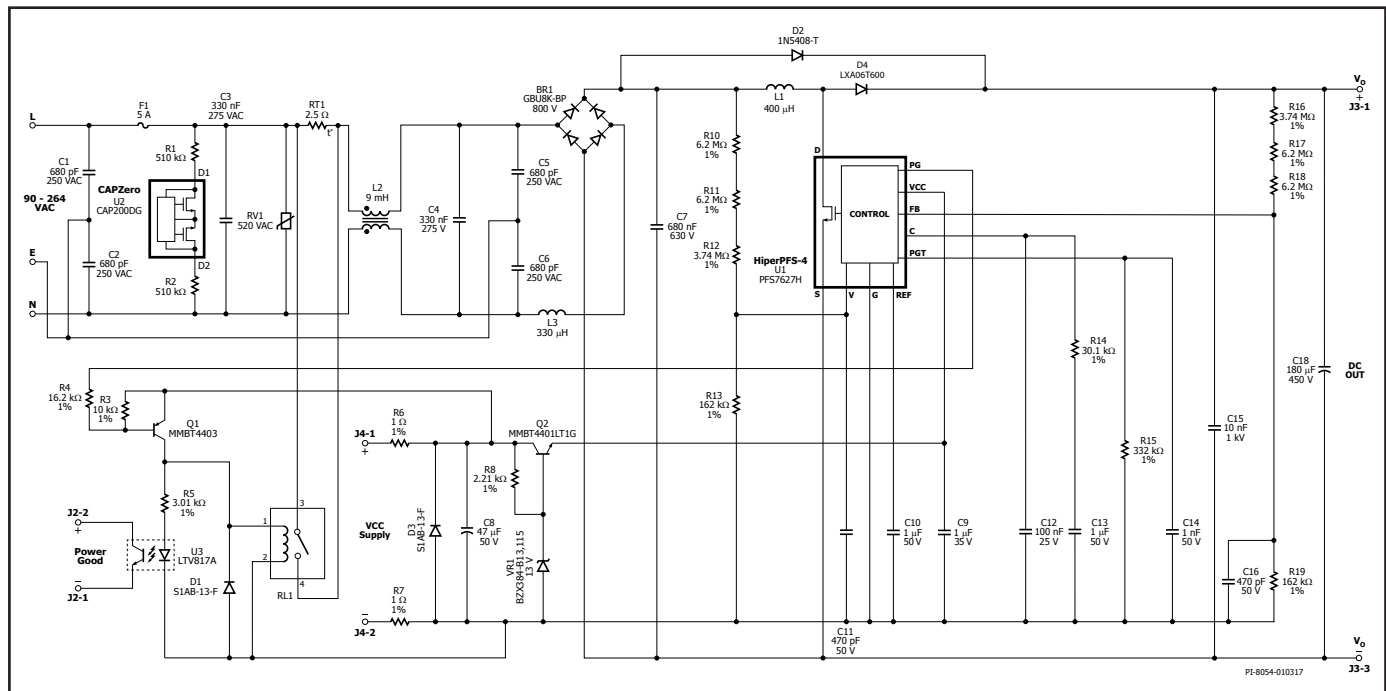 D2
1N5408-T
D4
LXA06T600
BR1
GBU8K-BP
800 V
L1
400 µH
VO
+
J3-1
L
F1
5 A
C3
330 nF
275 VAC
RT1
2.5 Ω
t°
R1
510 kΩ
C1
680 pF
250 VAC
90 - 264
VAC
CAPZero
U2
CAP200DG
D1
D2
RV1
520 VAC
L2
9 mH
C4
330 nF
275 V
C5
680 pF
250 VAC
C6
680 pF
250 VAC
L3
330 µH
E
C2
680 pF
250 VAC
R2
510 kΩ
N
R10
6.2 MΩ
1%
R11
6.2 MΩ
1%
R12
3.74 MΩ
1%
C7
680 nF
630 V
D
CONTROL
PG
VCC
FB
C
PGT
HiperPFS-4
U1
PFS7627H
S
V
G
REF
R16
3.74 MΩ
1%
R17
6.2 MΩ
1%
R18
6.2 MΩ
1%
R14
30.1 kΩ
1%
R4
16.2 kΩ
1%
R3
10 kΩ
1%
Q1
MMBT4403
R6
1 Ω
1%
J4-1
+
Q2
MMBT4401LT1G
R8
2.21 kΩ
1%
R13
162 kΩ
1%
R15
332 kΩ
1%
C15
10 nF
1 kV
C18
180 µF
450 V
DC
OUT
R5
3.01 kΩ
1%
J2-2
+
Power
Good
U3
LTV817A
J2-1
–
D1
S1AB-13-F
3
1
2
4
RL1
VCC
Supply
D3
S1AB-13-F
C8
47 µF
50 V
VR1
BZX384-B13,115
13 V
R7
1 Ω
1%
–
J4-2
C11
470 pF
50 V
C10
1 µF
50 V
C9
1 µF
35 V
C12
100 nF
25 V
C13
1 µF
50 V
C14
1 nF
50 V
C16
470 pF
50 V
R19
162 kΩ
1%
VO
–
J3-3
PI-8054-010317